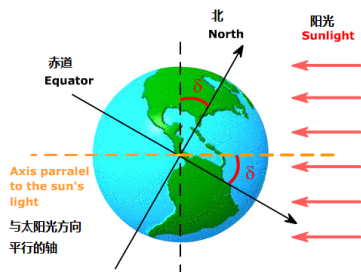 北
North
阳光
Sunlight
赤道
Equator
δ
δ
Axis parralel
to the sun's
light
与太阳光方向
平行的轴